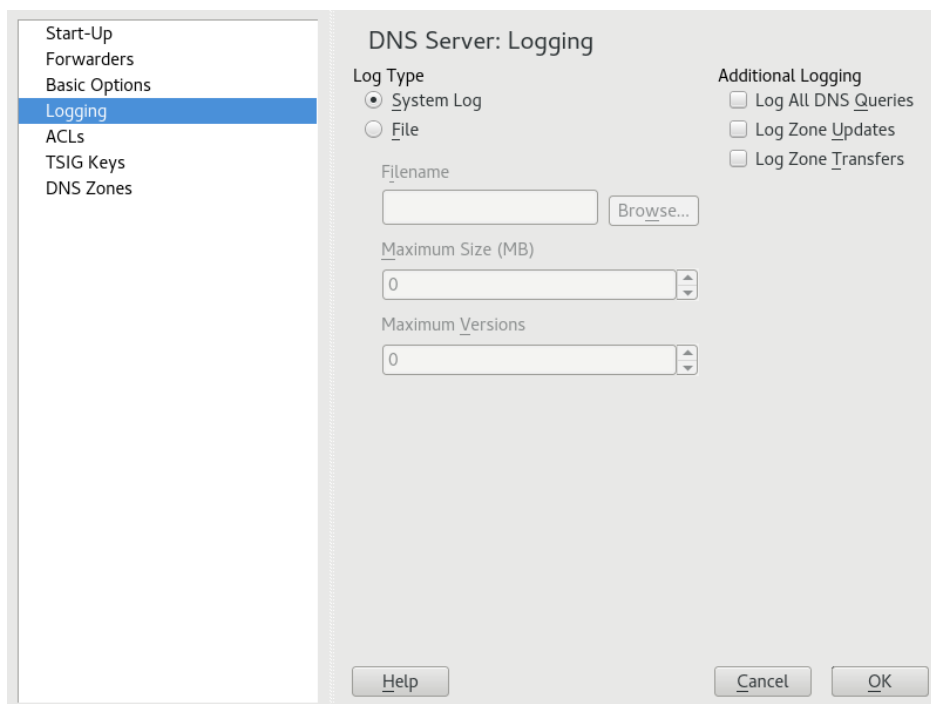 Start-Up
Forwarders
Basic Options
Logging
ACLs
TSIG Keys
DNS Zones
DNS Server: Logging
Log Type
System Log
File
Filename
Browse...
Maximum Size (MB)
0
Maximum Versions
0
Additional Logging
Log All DNS Queries
Log Zone Updates
Log Zone Transfers
Help
Cancel
OK